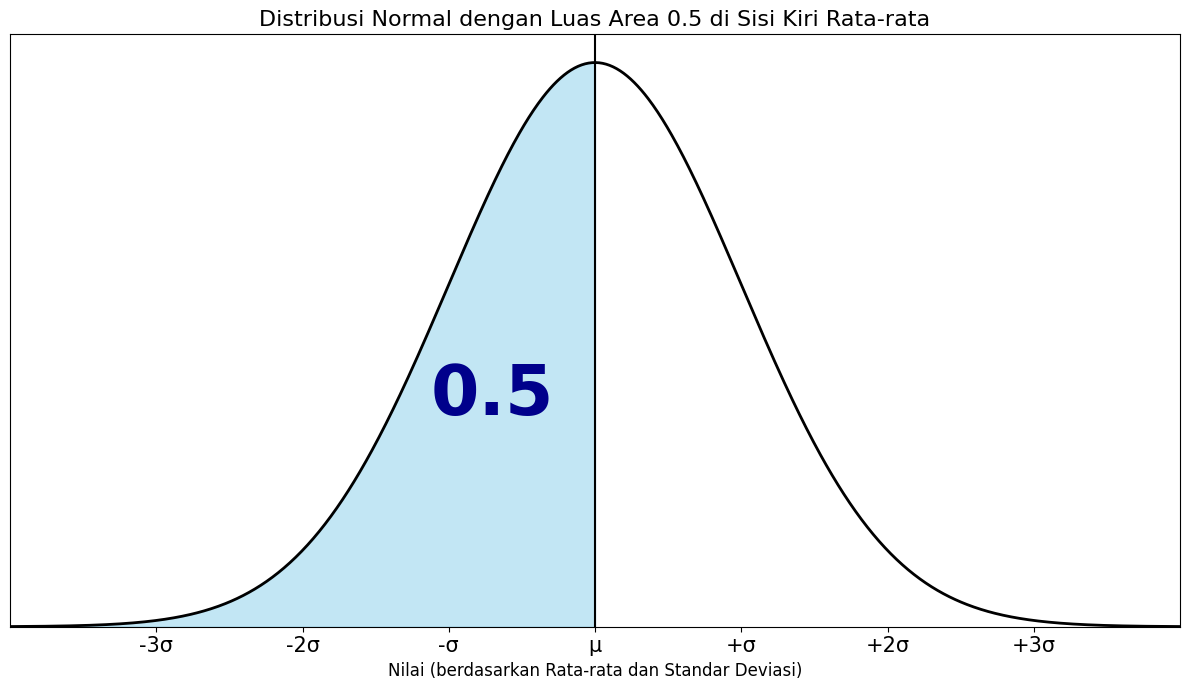 Distribusi Normal dengan Luas Area 0.5 di Sisi Kiri Rata-rata
0.5
-3σ -2σ -σ μ +σ +2σ +3σ
Nilai (berdasarkan Rata-rata dan Standar Deviasi)